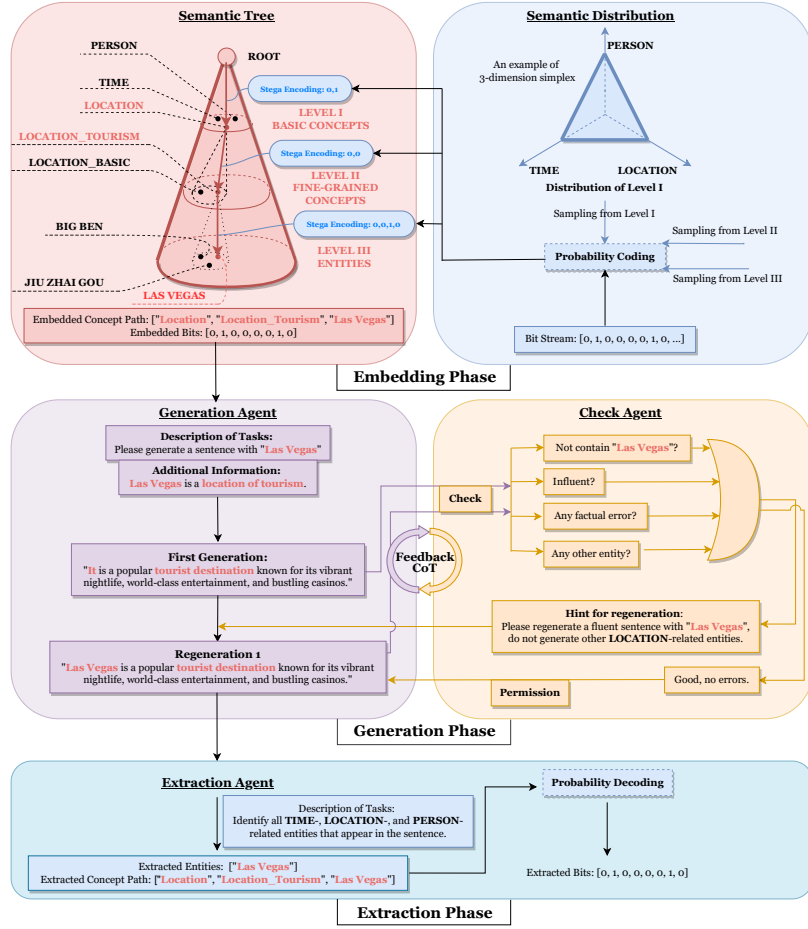 Semantic Tree
PERSON
ROOT
TIME
LOCATION
Stega Encoding: 0,1
LEVEL I
BASIC CONCEPTS
LOCATION_TOURISM
LOCATION_BASIC
Stega Encoding: 0,0
LEVEL II
FINE-GRAINED
CONCEPTS
BIG BEN
Stega Encoding: 0,0,1,0
LEVEL III
ENTITIES
JIU ZHAI GOU
LAS VEGAS
Embedded Concept Path: ["Location", "Location_Tourism", "Las Vegas"]
Embedded Bits: [0, 1, 0, 0, 0, 0, 1, 0]
Semantic Distribution
PERSON
An example of
3-dimension simplex
TIME
LOCATION
Distribution of Level I
Sampling from Level I
Sampling from Level II
Probability Coding
Sampling from Level III
Bit Stream: [0, 1, 0, 0, 0, 0, 1, 0, ...]
Embedding Phase
Generation Agent
Description of Tasks:
Please generate a sentence with "Las Vegas"
Additional Information:
Las Vegas is a location of tourism.
First Generation:
"It is a popular tourist destination known for its vibrant
nightlife, world-class entertainment, and bustling casinos."
Regeneration 1
"Las Vegas is a popular tourist destination known for its vibrant
nightlife, world-class entertainment, and bustling casinos."
Check
Feedback
CoT
Check Agent
Not contain "Las Vegas"?
Influent?
Any factual error?
Any other entity?
Hint for regeneration:
Please regenerate a fluent sentence with "Las Vegas",
do not generate other LOCATION-related entities.
Good, no errors.
Permission
Generation Phase
Extraction Agent
Description of Tasks:
Identify all TIME-, LOCATION-, and PERSON-
related entities that appear in the sentence.
Extracted Entities: ["Las Vegas"]
Extracted Concept Path: ["Location", "Location_Tourism", "Las Vegas"]
Probability Decoding
Extracted Bits: [0, 1, 0, 0, 0, 0, 1, 0]
Extraction Phase